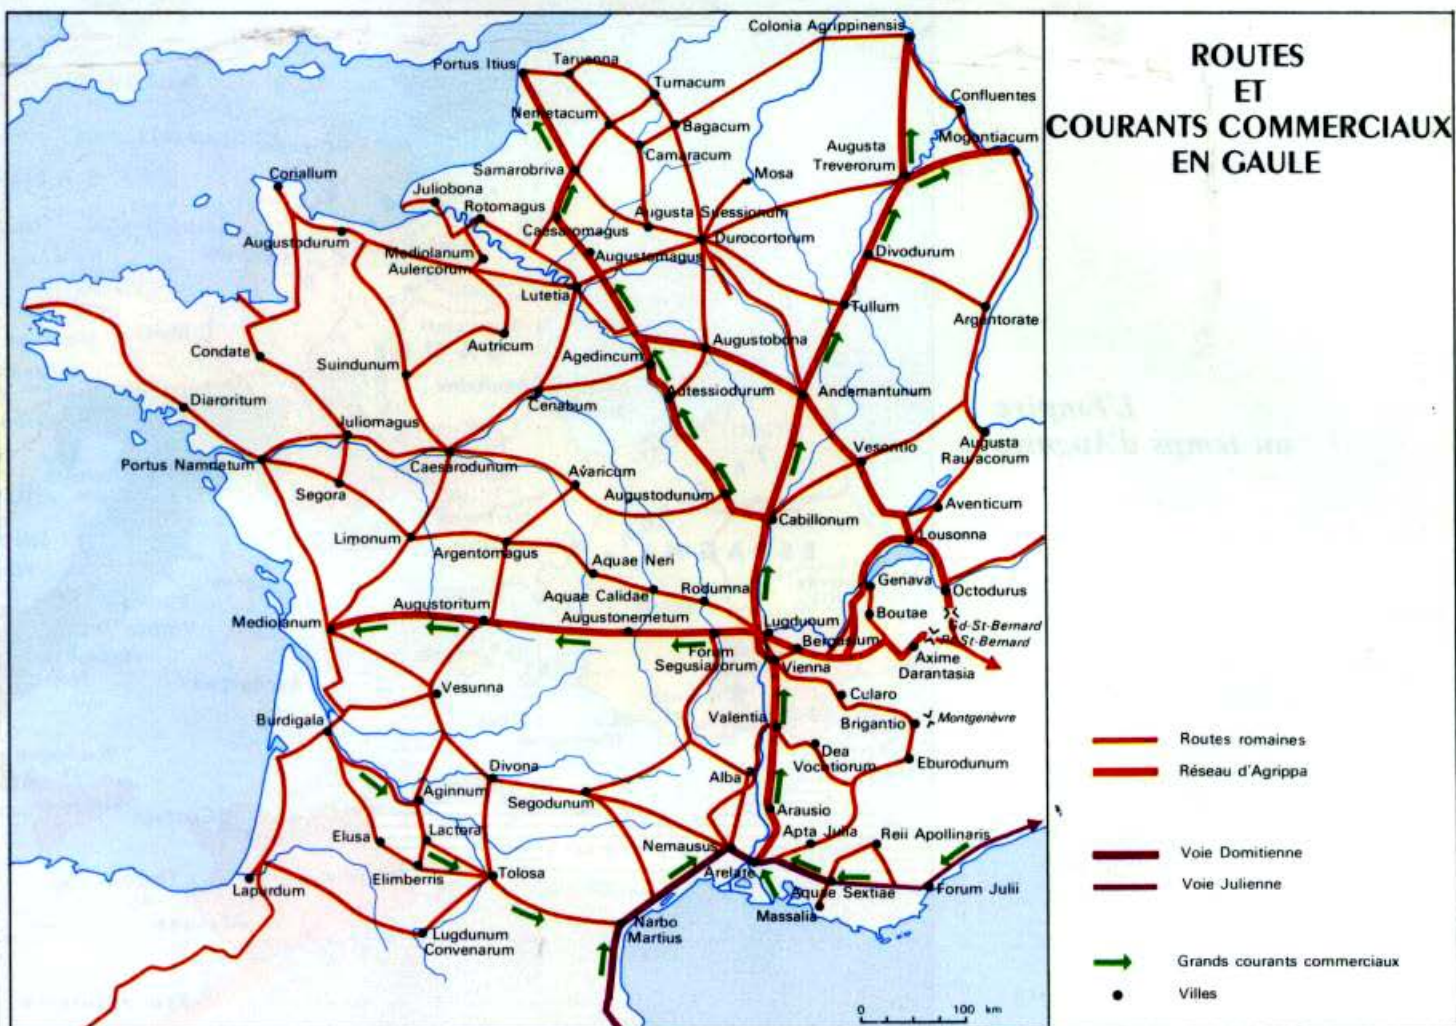 ROUTES
ET
COURANTS COMMERCIAUX
EN GAULE
Colonia Agrippinensis
Portus Itius
Taruenna
Turnacum
Confluentes
Nemetacum
Bagacum
Mogontiacum
Camaracum
Augusta
Treverorum
Samarobriva
Mosa
Coriallum
Juliobona
Rotomagus
Augusta Suessionum
Caesaromagus
Durocortorum
Augustodurum
Mediolanum
Aulercorum
Augustomagus
Divodurum
Lutetia
Tullum
Argentorate
Autricum
Augustobona
Condate
Suindunum
Agedincum
Autessiodurum
Andemantunum
Cenabum
Diaroritum
Juliomagus
Vesontio
Augusta
Rauracorum
Portus Namnetum
Caesarodunum
Avaricum
Segora
Augustodunum
Aventicum
Cabillonum
Limonum
Argentomagus
Lousonna
Aquae Neri
Genava
Octodurus
Aquae Calidae
Rodumna
Augustoritum
Boutae
Mediolanum
Augustonemetum
Lugdunum
Gd-St-Bernard
Bergusium
Pt-St-Bernard
Forum
Segusiavorum
Vienna
Axime
Darantasia
Vesunna
Cularo
Burdigala
Valentia
Brigantio
Montgenèvre
Dea
Vocotiorum
Divona
Alba
Eburodunum
Aginnum
Segodunum
Arausio
Elusa
Lactora
Apta Julia
Reii Apollinaris
Nemausus
Elimberris
Tolosa
Arelate
Lapurdum
Aquae Sextiae
Forum Julii
Massalia
Narbo
Martius
Lugdunum
Convenarum
0 100 km
Routes romaines
Réseau d'Agrippa
Voie Domitienne
Voie Julienne
Grands courants commerciaux
Villes